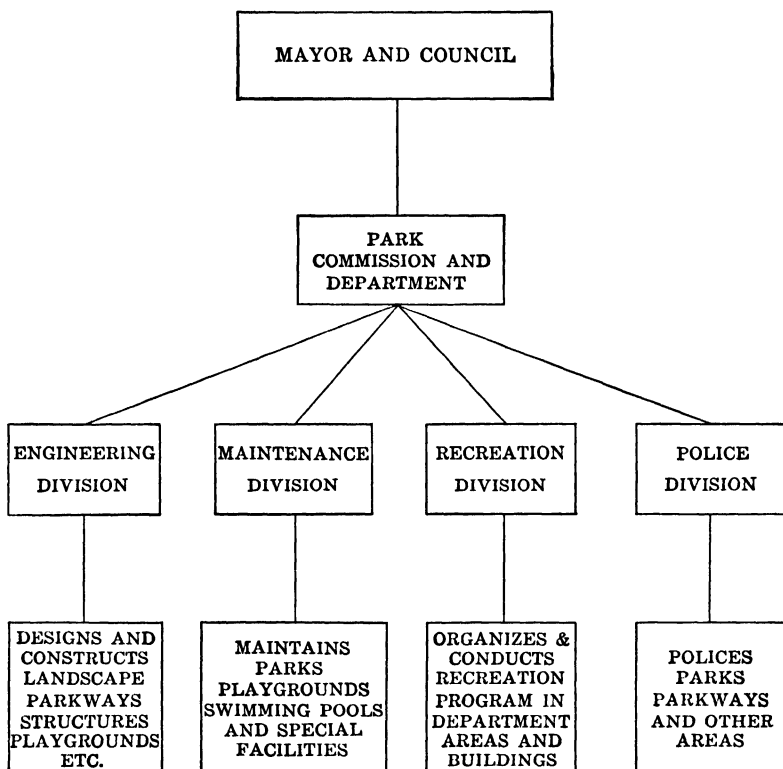 MAYOR AND COUNCIL
PARK
COMMISSION AND
DEPARTMENT
ENGINEERING
DIVISION
MAINTENANCE
DIVISION
RECREATION
DIVISION
POLICE
DIVISION
DESIGNS AND
CONSTRUCTS
LANDSCAPE
PARKWAYS
STRUCTURES
PLAYGROUNDS
ETC.
MAINTAINS
PARKS
PLAYGROUNDS
SWIMMING POOLS
AND SPECIAL
FACILITIES
ORGANIZES &
CONDUCTS
RECREATION
PROGRAM IN
DEPARTMENT
AREAS AND
BUILDINGS
POLICES
PARKS
PARKWAYS
AND OTHER
AREAS